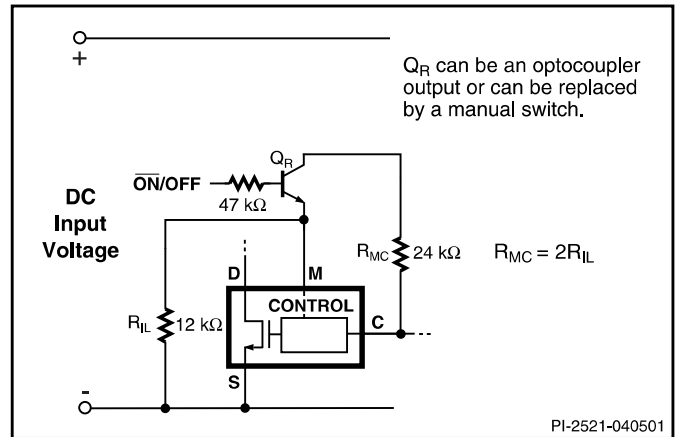 +
QR can be an optocoupler
output or can be replaced
by a manual switch.
QR
ON/OFF
47 kΩ
DC
Input
Voltage
RMC
24 kΩ
RMC = 2RIL
D
M
CONTROL
C
RIL
12 kΩ
S
-
PI-2521-040501